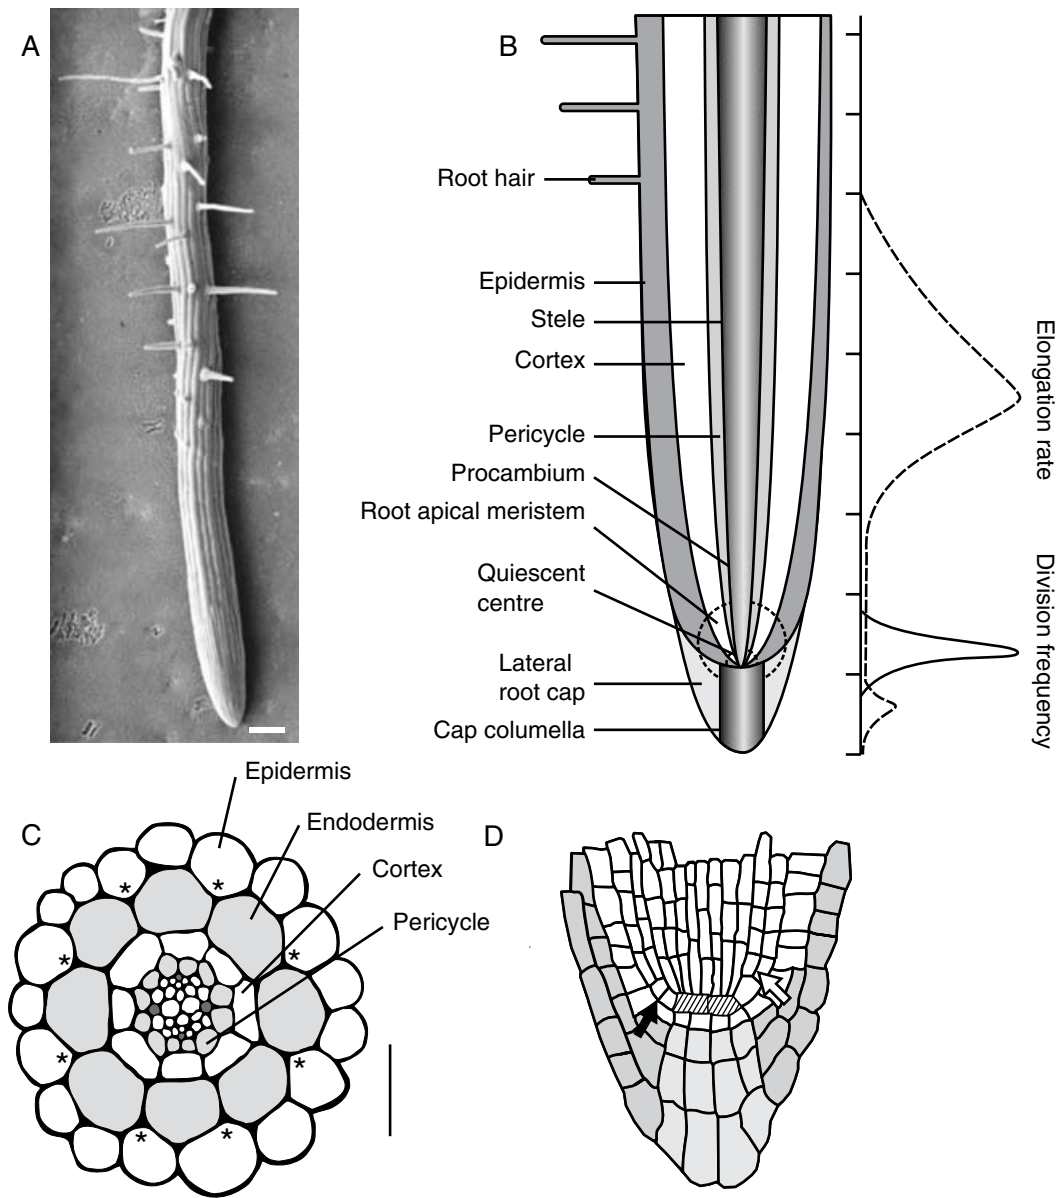 A
B
Root hair
Epidermis
Stele
Cortex
Pericycle
Procambium
Root apical meristem
Quiescent
centre
Lateral
root cap
Cap columella
Elongation rate
Division frequency
C
Epidermis
Endodermis
Cortex
Pericycle
*
*
*
*
*
*
*
*
D